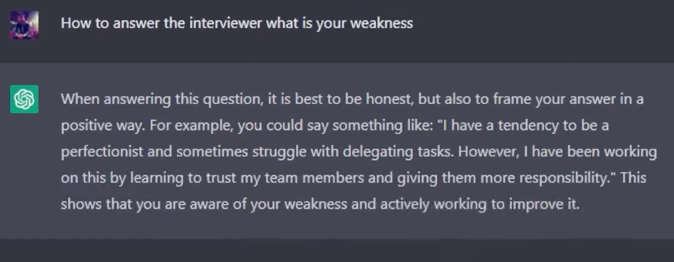 How to answer the interviewer what is your weakness
When answering this question, it is best to be honest, but also to frame your answer in a
positive way. For example, you could say something like: "I have a tendency to be a
perfectionist and sometimes struggle with delegating tasks. However, I have been working
on this by learning to trust my team members and giving them more responsibility." This
shows that you are aware of your weakness and actively working to improve it.